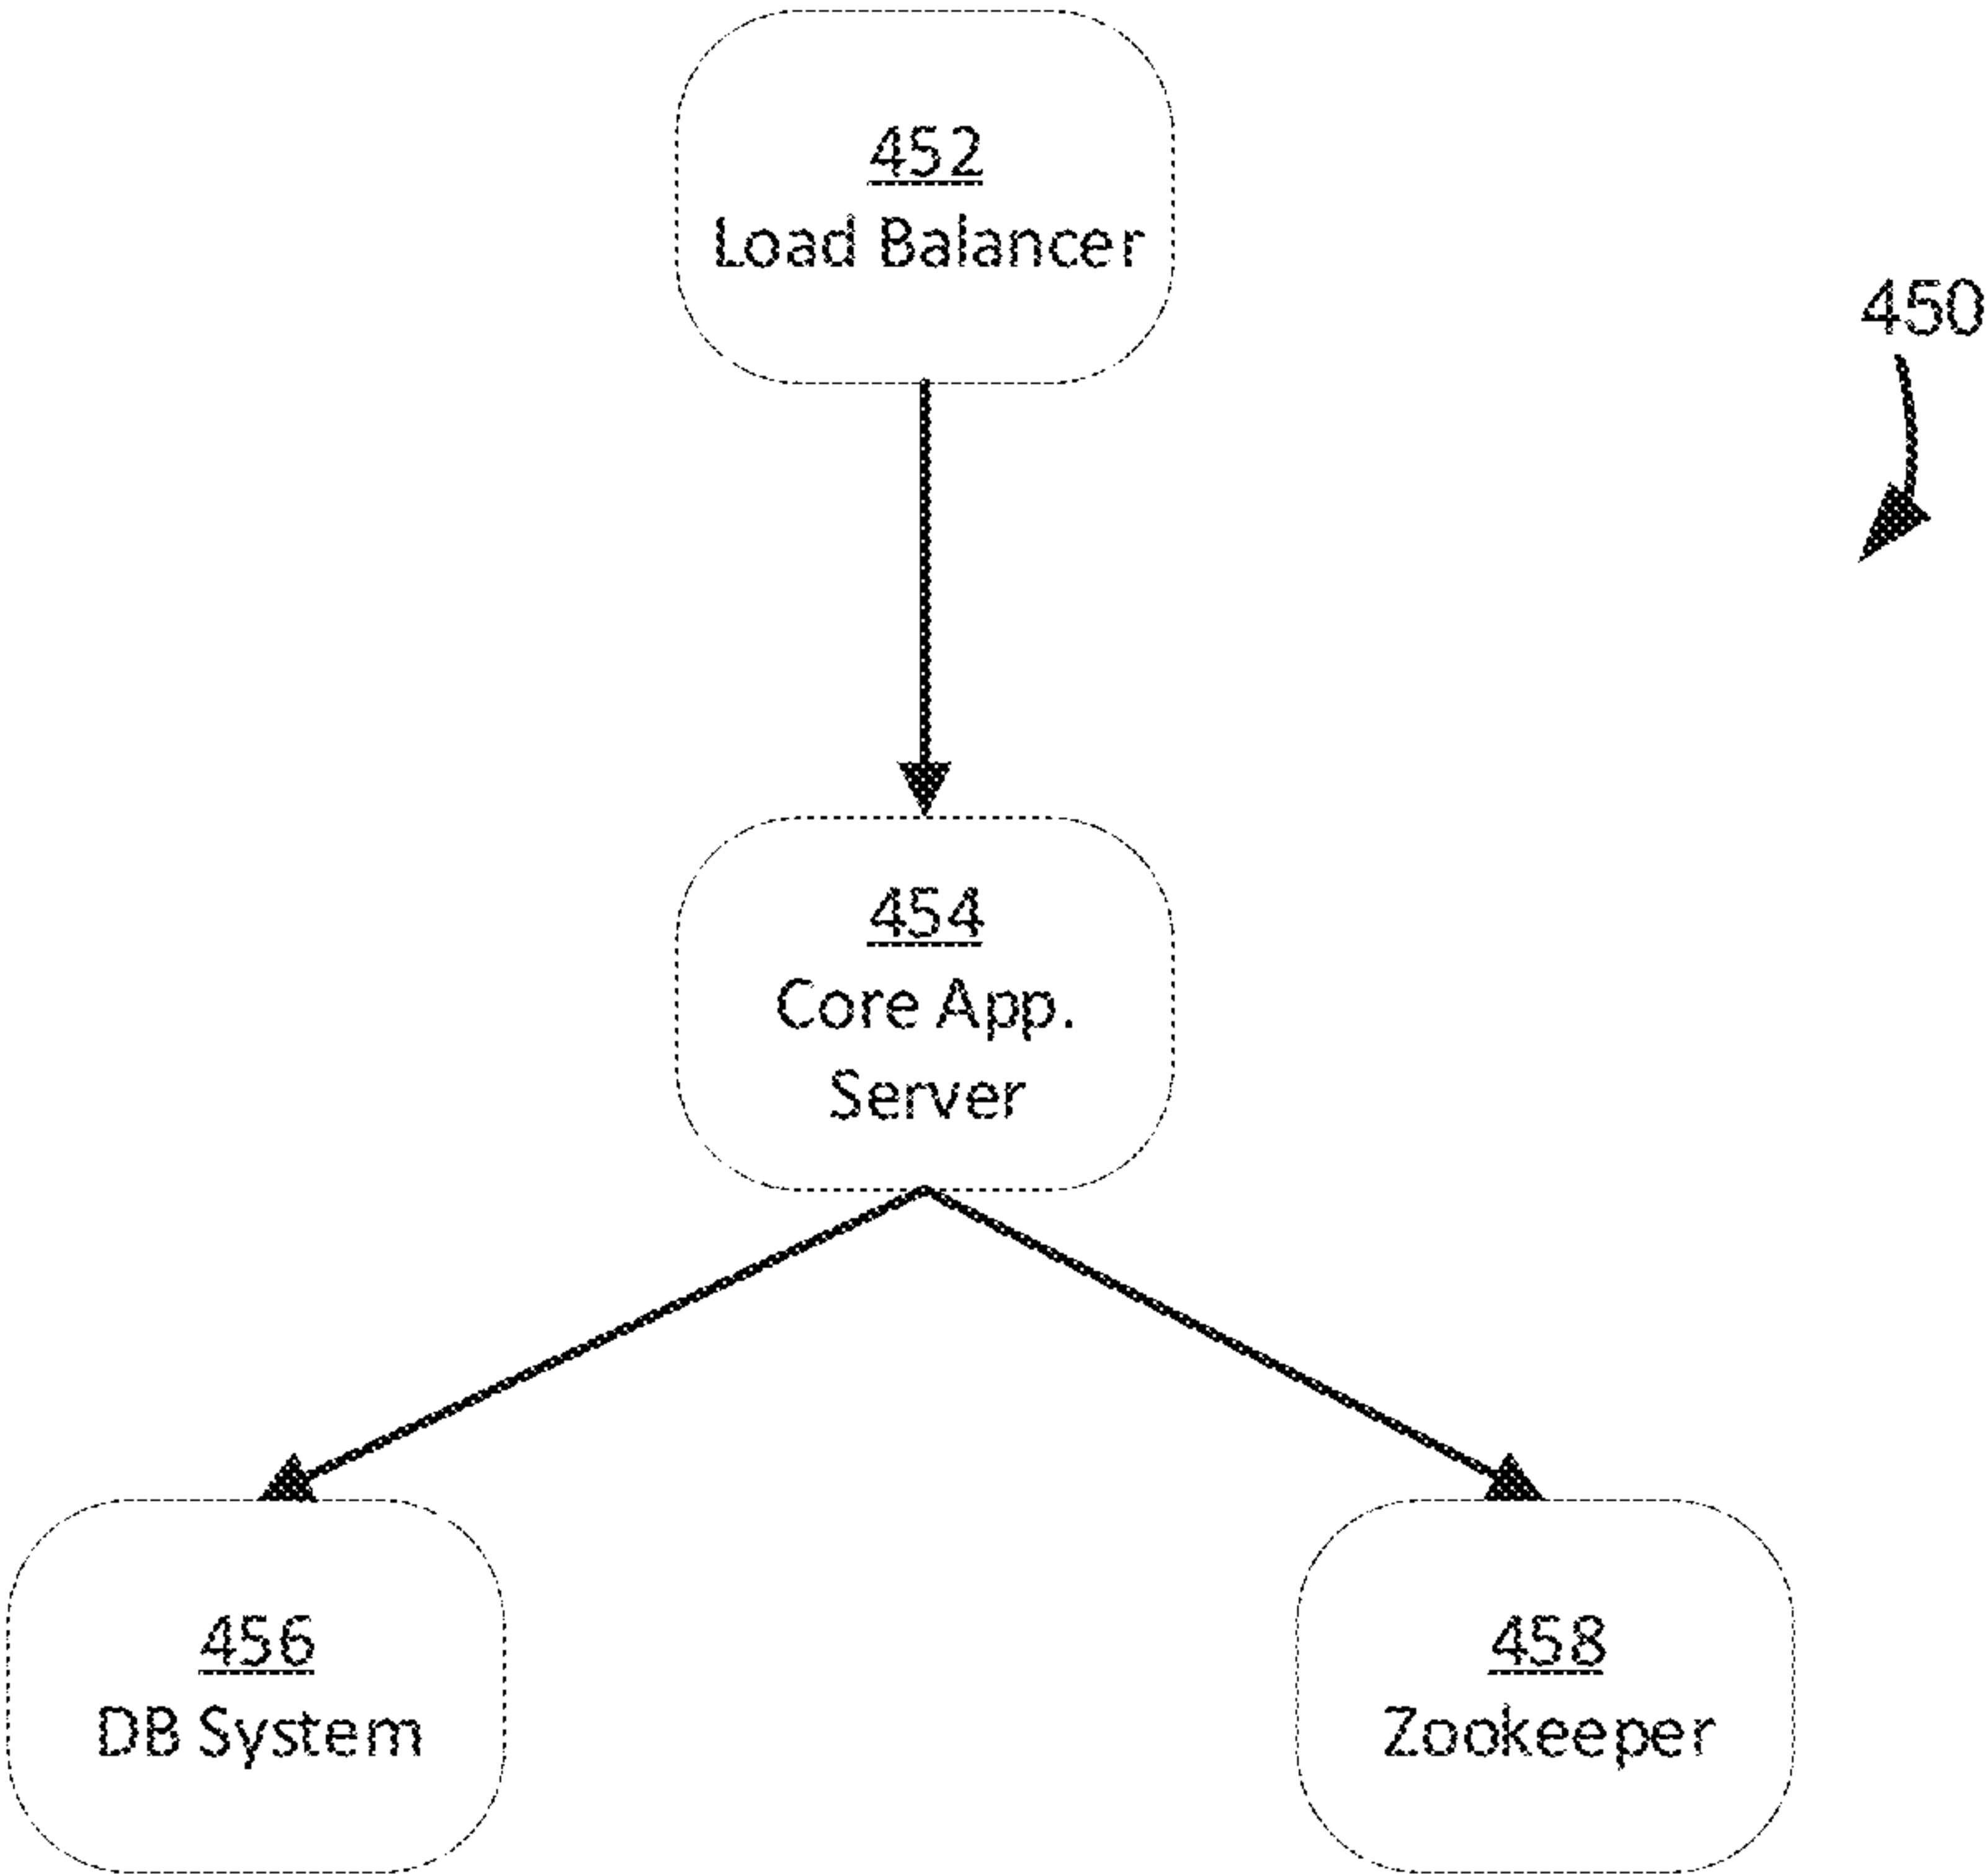 452
Load Balancer
450
454
Core App.
Server
456
DB System
458
Zookeeper